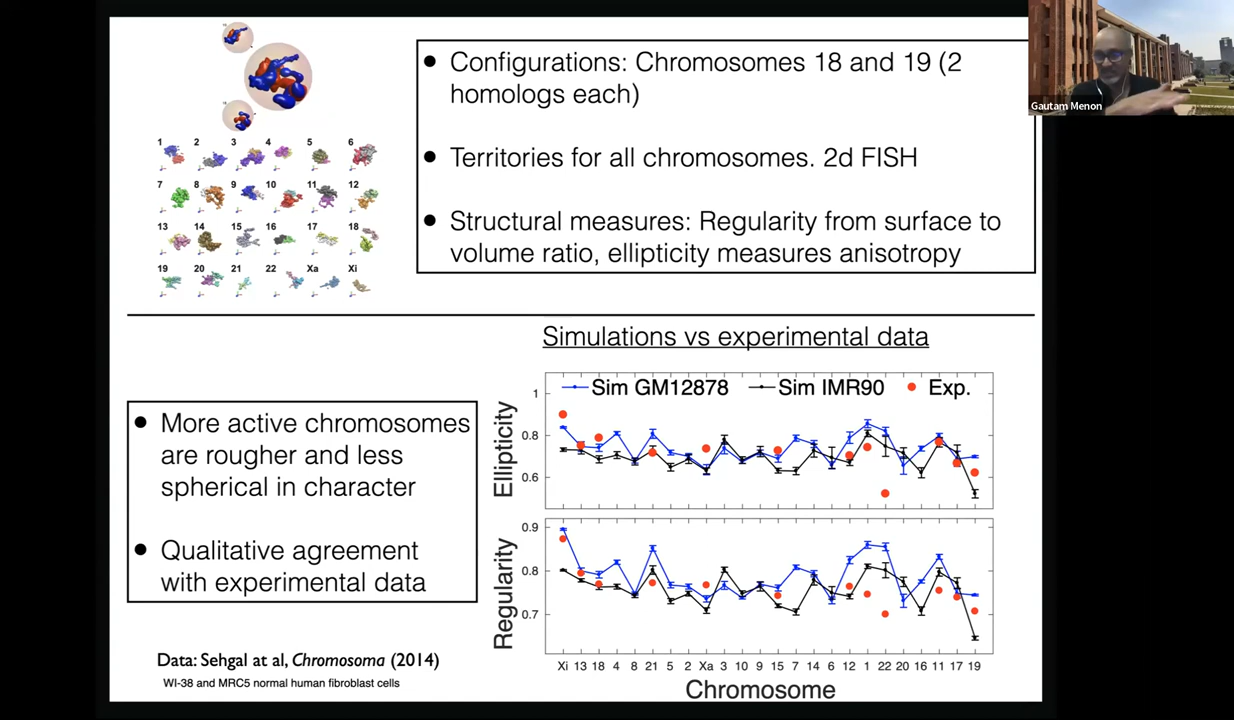 Configurations: Chromosomes 18 and 19 (2
homologs each)
Territories for all chromosomes. 2d FISH
Structural measures: Regularity from surface to
volume ratio, ellipticity measures anisotropy
Gautam Menon
1 2 3 4 5 6
7 8 9 10 11 12
13 14 15 16 17 18
19 20 21 22 Xa Xi
Simulations vs experimental data
More active chromosomes
are rougher and less
spherical in character
Qualitative agreement
with experimental data
Sim GM12878 Sim IMR90 Exp.
Ellipticity
1
0.8
0.6
Regularity
0.9
0.8
0.7
Xi 13 18 4 8 21 5 2 Xa 3 10 9 15 7 14 6 12 1 22 20 16 11 17 19
Chromosome
Data: Sehgal at al, Chromosoma (2014)
WI-38 and MRC5 normal human fibroblast cells